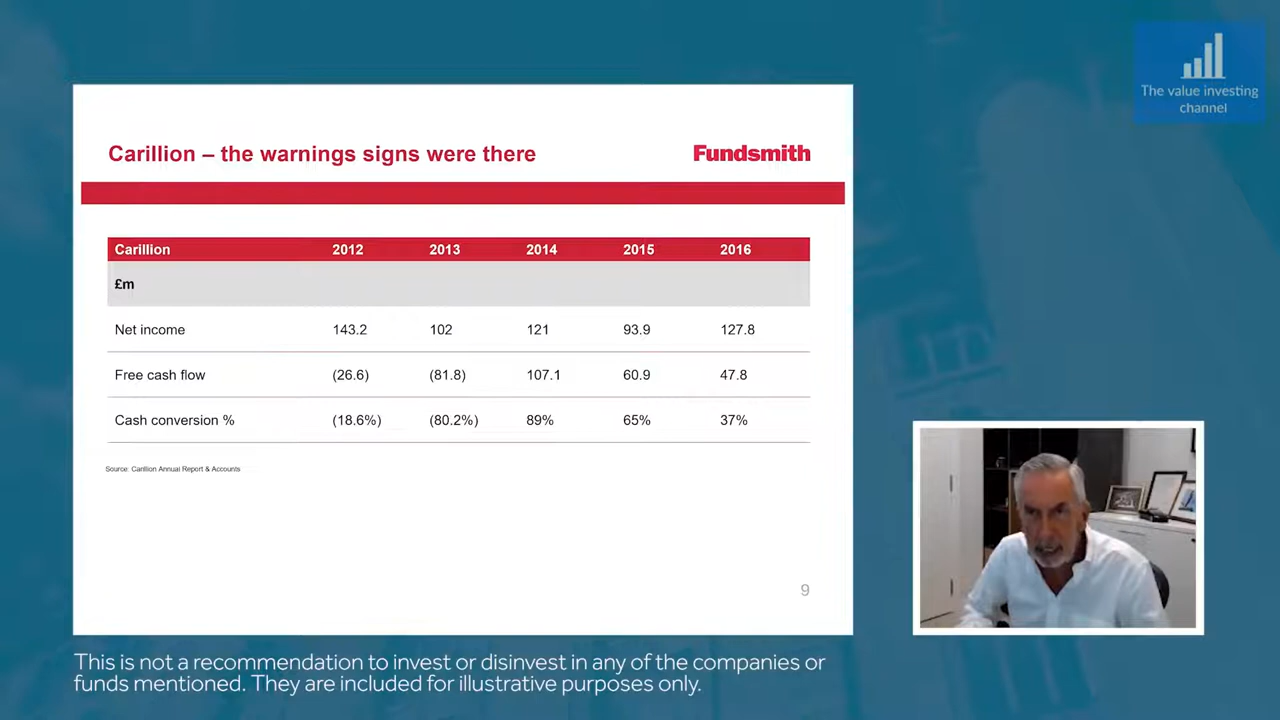 The value investing
channel
Carillion – the warnings signs were there
Fundsmith
Carillion 2012 2013 2014 2015 2016
£m
Net income 143.2 102 121 93.9 127.8
Free cash flow (26.6) (81.8) 107.1 60.9 47.8
Cash conversion % (18.6%) (80.2%) 89% 65% 37%
Source: Carillion Annual Report & Accounts
9
This is not a recommendation to invest or disinvest in any of the companies or
funds mentioned. They are included for illustrative purposes only.